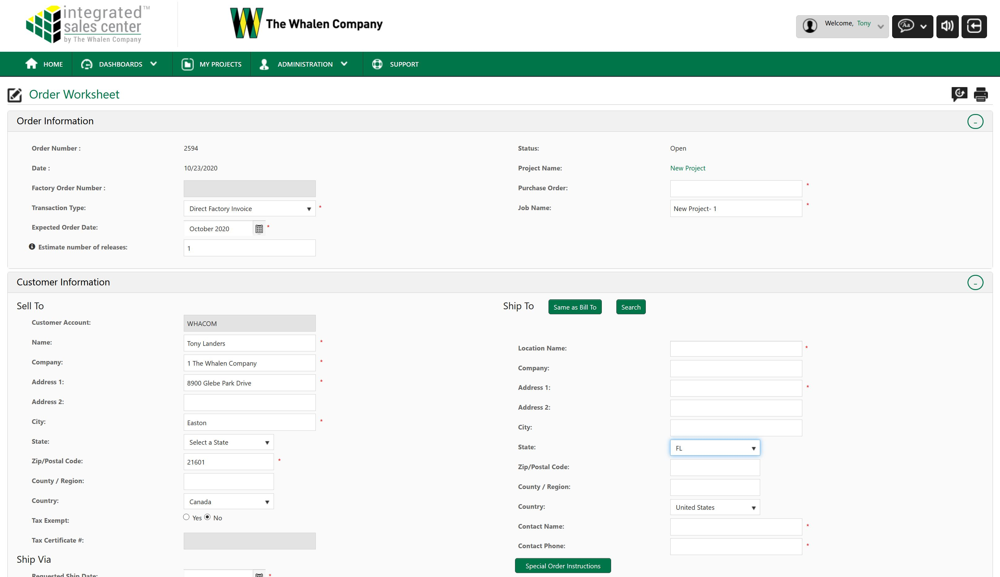 integrated™
sales center
by The Whalen Company
The Whalen Company
Welcome, Tony
Aa
HOME
DASHBOARDS
MY PROJECTS
ADMINISTRATION
SUPPORT
Order Worksheet
Order Information
-
Order Number : 2594
Status: Open
Date : 10/23/2020
Project Name: New Project
Factory Order Number :
Purchase Order: *
Transaction Type: Direct Factory Invoice *
Job Name: New Project- 1 *
Expected Order Date: October 2020 *
Estimate number of releases: 1
Customer Information
-
Sell To
Customer Account: WHACOM
Name: Tony Landers *
Company: 1 The Whalen Company *
Address 1: 8900 Glebe Park Drive *
Address 2:
City: Easton *
State: Select a State
Zip/Postal Code: 21601 *
County / Region:
Country: Canada
Tax Exempt: Yes No
Tax Certificate #:
Ship Via
Requested Ship Date: *
Ship To Same as Bill To Search
Location Name: *
Company:
Address 1: *
Address 2:
City:
State: FL
Zip/Postal Code:
County / Region:
Country: United States
Contact Name: *
Contact Phone: *
Special Order Instructions